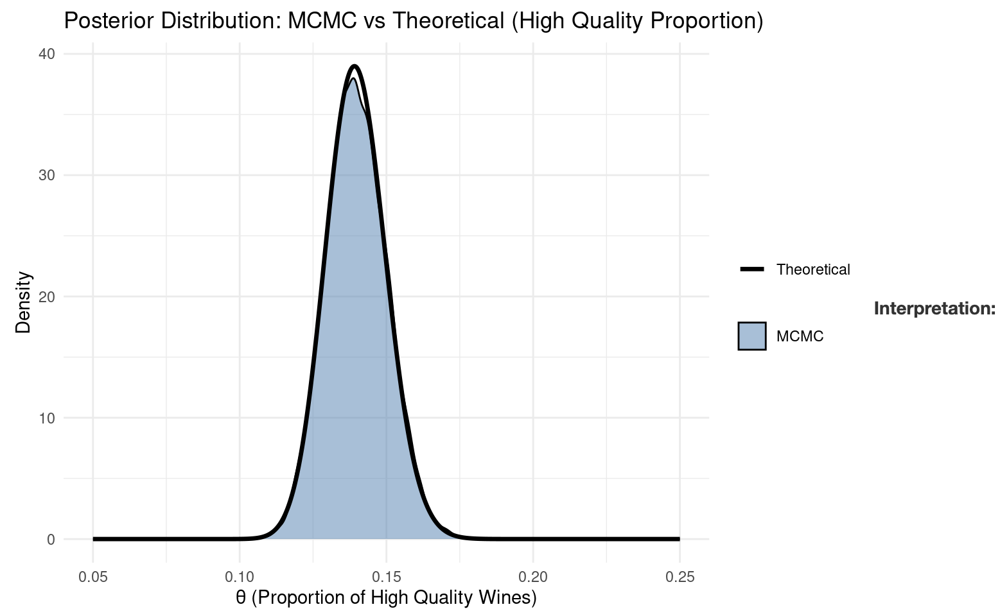 Posterior Distribution: MCMC vs Theoretical (High Quality Proportion)
40
30
20
10
0
Density
0.05 0.10 0.15 0.20 0.25
θ (Proportion of High Quality Wines)
Theoretical
MCMC
Interpretation: